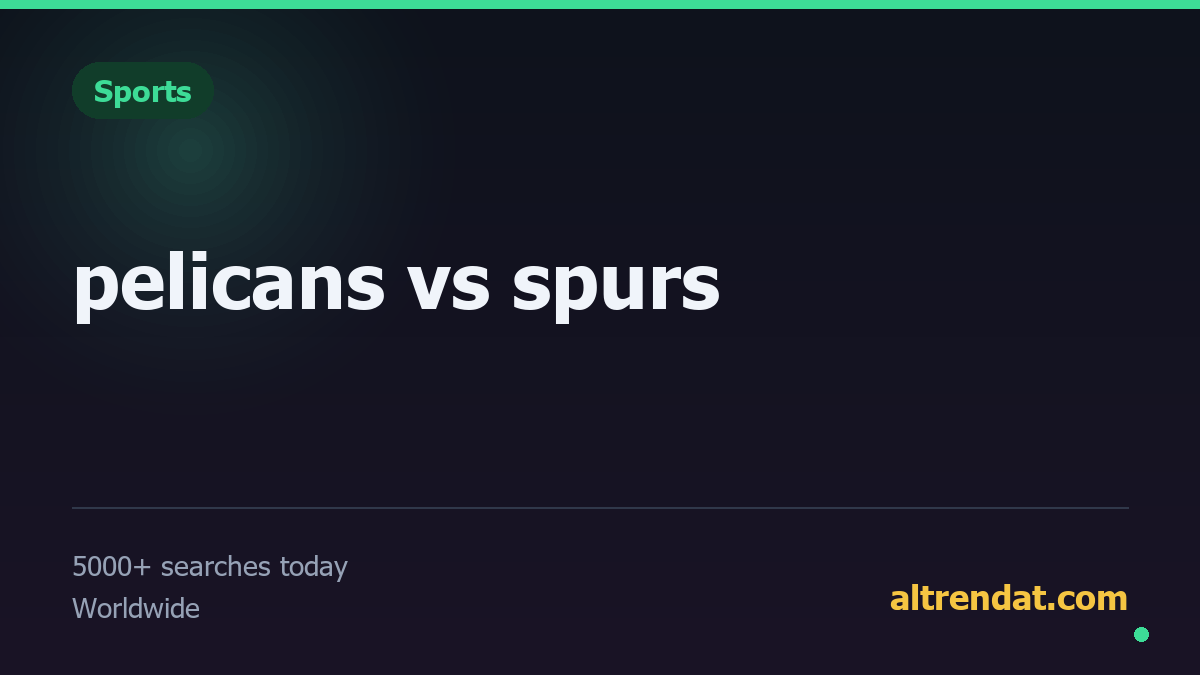 Sports
pelicans vs spurs
5000+ searches today
Worldwide
altrendat.com